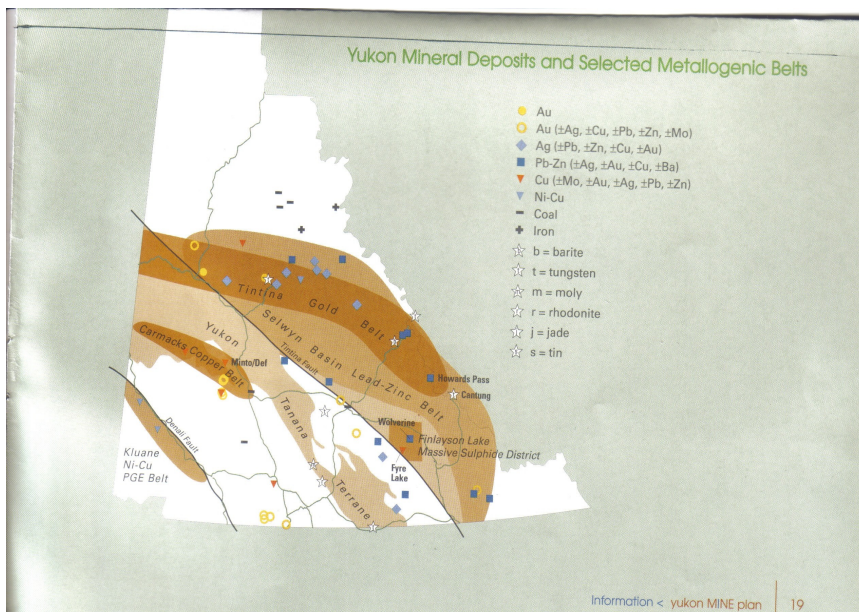 Yukon Mineral Deposits and Selected Metallogenic Belts
Au
Au (±Ag, ±Cu, ±Pb, ±Zn, ±Mo)
Ag (±Pb, ±Zn, ±Cu, ±Au)
Pb-Zn (±Ag, ±Au, ±Cu, ±Ba)
Cu (±Mo, ±Au, ±Ag, ±Pb, ±Zn)
Ni-Cu
Coal
Iron
b = barite
t = tungsten
m = moly
r = rhodonite
j = jade
s = tin
Tintina Gold Belt
Selwyn Basin Lead-Zinc Belt
Yukon Tanana Terrane
Tintina Fault
Carmacks Copper Belt
Minto/Def
Howards Pass
Cantung
Wolverine
Finlayson Lake
Massive Sulphide District
Fyre
Lake
Denali Fault
Kluane
Ni-Cu
PGE Belt
Information < yukon MINE plan | 19